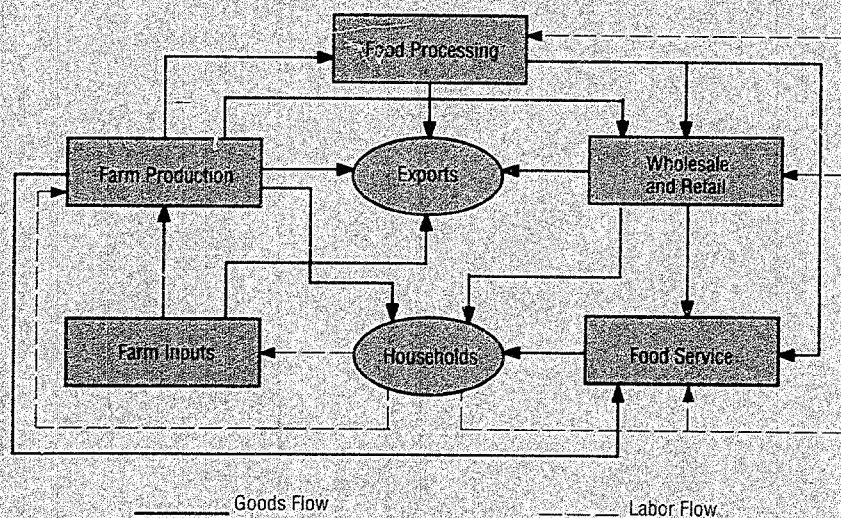 Food Processing
Farm Production
Exports
Wholesale
and Retail
Farm Inputs
Households
Food Service
Goods Flow
Labor Flow